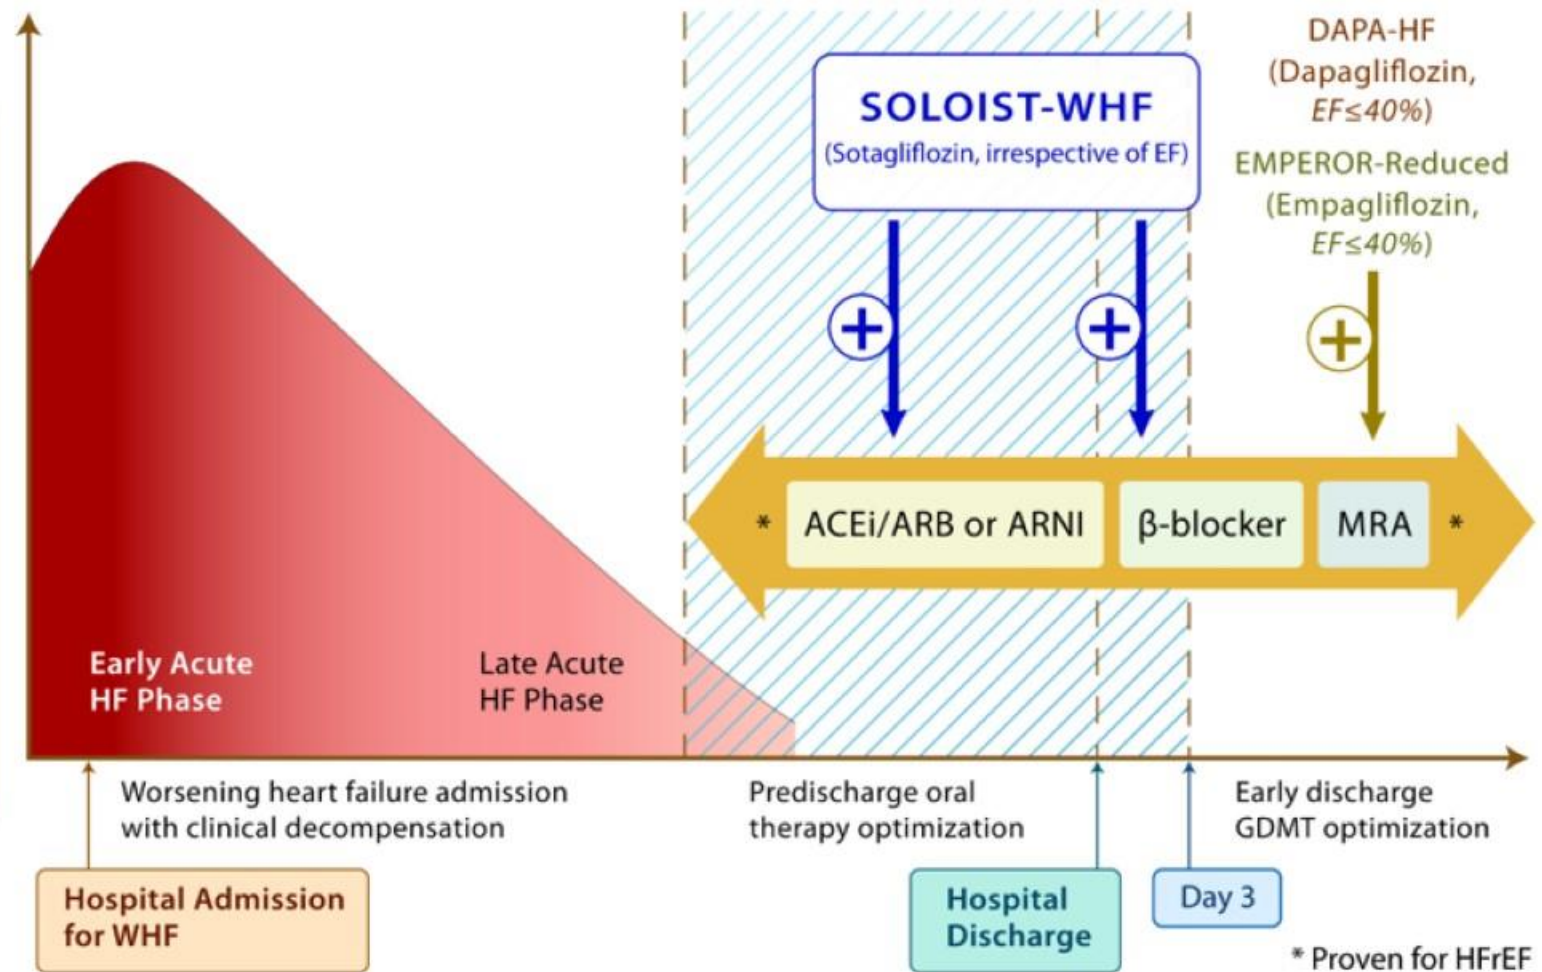 DAPA-HF
(Dapagliflozin,
EF≤40%)
SOLOIST-WHF
(Sotagliflozin, irrespective of EF)
EMPEROR-Reduced
(Empagliflozin,
EF≤40%)
+
+
+
* ACEi/ARB or ARNI β-blocker MRA *
Early Acute
HF Phase
Late Acute
HF Phase
Worsening heart failure admission
with clinical decompensation
Predischarge oral
therapy optimization
Early discharge
GDMT optimization
Hospital Admission
for WHF
Hospital
Discharge
Day 3
* Proven for HFrEF